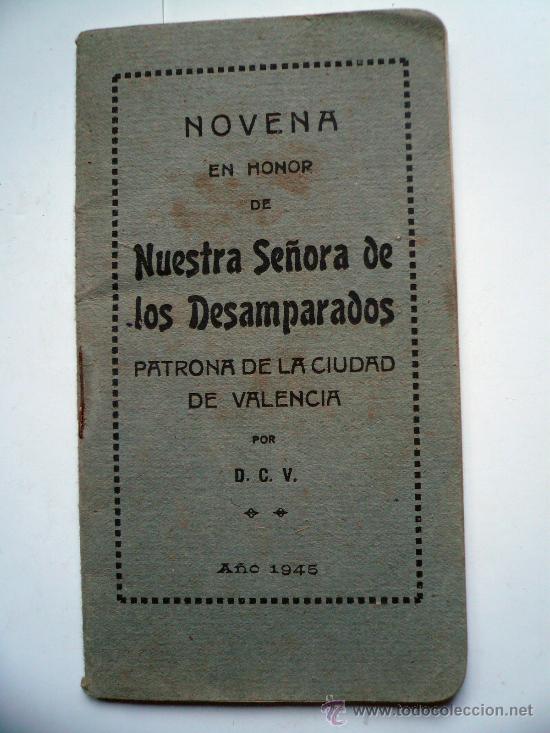 NOVENA
EN HONOR
DE
Nuestra Señora de
los Desamparados
PATRONA DE LA CIUDAD
DE VALENCIA
POR
D. C. V.
Año 1945
www.todocoleccion.net